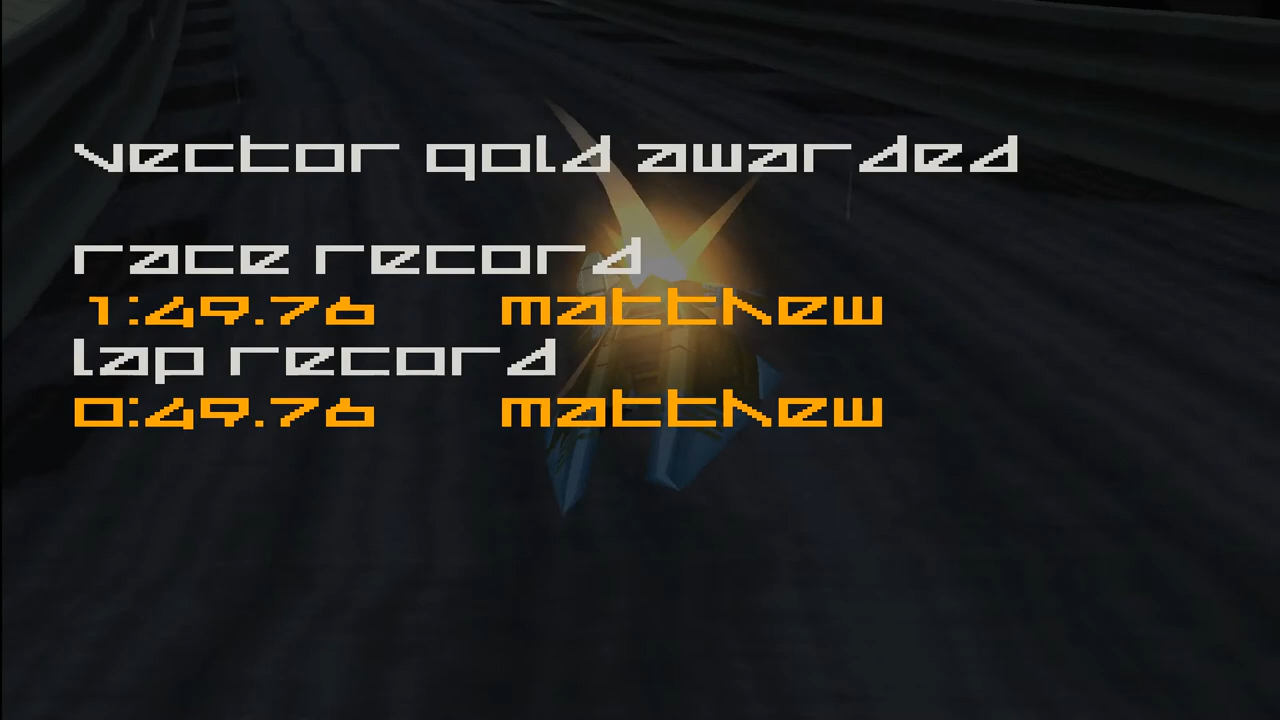 vector gold awarded
race record
1:49.76 matthew
lap record
0:49.76 matthew